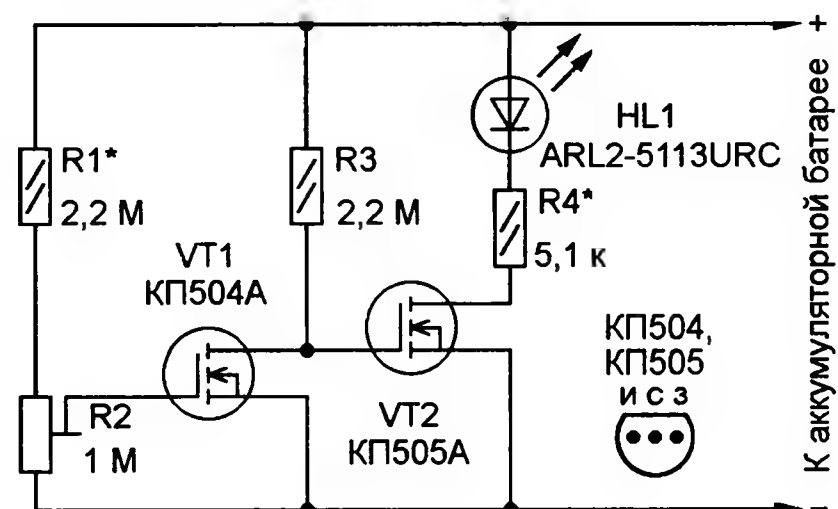 +
R1*
2,2 М
R3
2,2 М
HL1
ARL2-5113URC
R4*
5,1 к
VT1
КП504А
VT2
КП505А
R2
1 М
КП504,
КП505
И С З
К аккумуляторной батарее
–